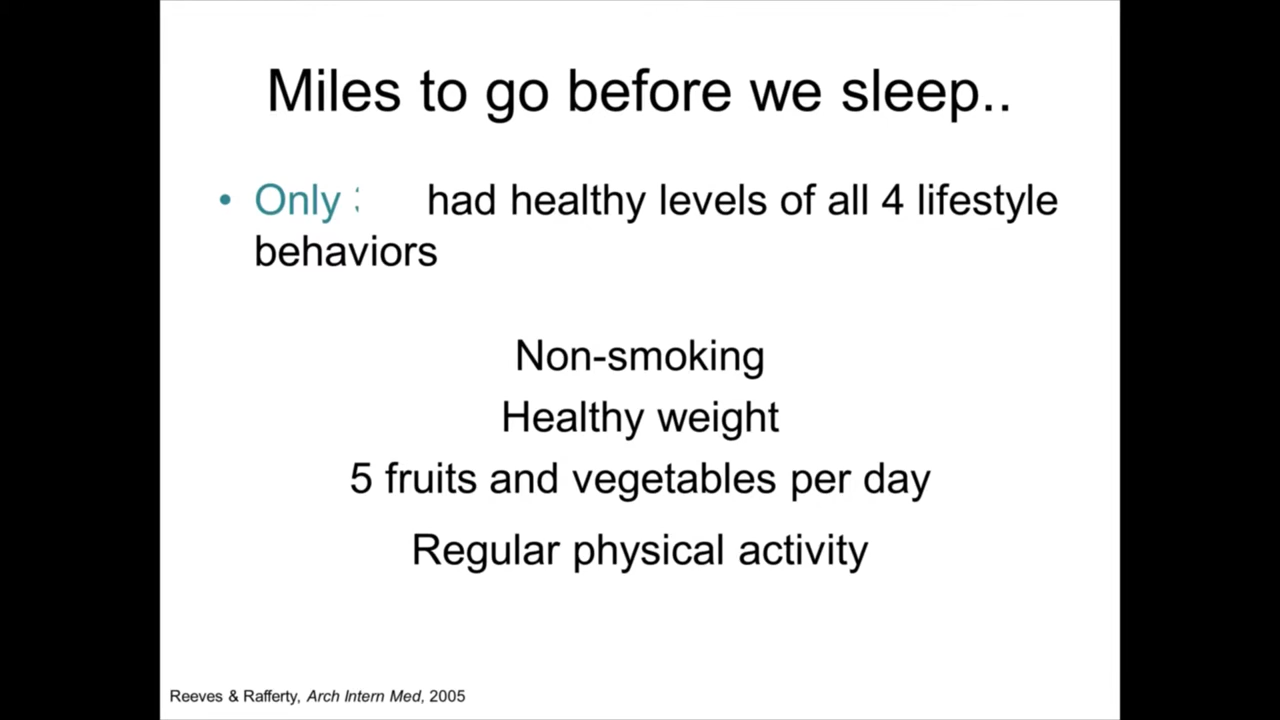 Miles to go before we sleep..
• Only had healthy levels of all 4 lifestyle
behaviors
Non-smoking
Healthy weight
5 fruits and vegetables per day
Regular physical activity
Reeves & Rafferty, Arch Intern Med, 2005